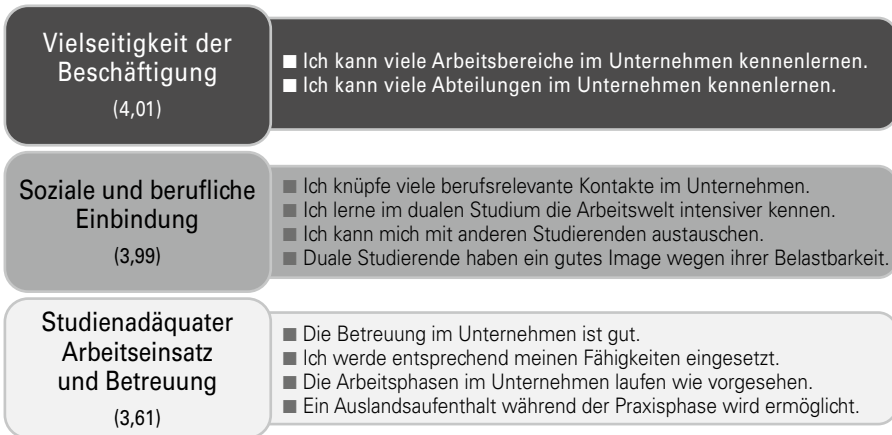 Vielseitigkeit der
Beschäftigung
(4,01)
■ Ich kann viele Arbeitsbereiche im Unternehmen kennenlernen.
■ Ich kann viele Abteilungen im Unternehmen kennenlernen.
Soziale und berufliche
Einbindung
(3,99)
■ Ich knüpfe viele berufsrelevante Kontakte im Unternehmen.
■ Ich lerne im dualen Studium die Arbeitswelt intensiver kennen.
■ Ich kann mich mit anderen Studierenden austauschen.
■ Duale Studierende haben ein gutes Image wegen ihrer Belastbarkeit.
Studienadäquater
Arbeitseinsatz
und Betreuung
(3,61)
■ Die Betreuung im Unternehmen ist gut.
■ Ich werde entsprechend meinen Fähigkeiten eingesetzt.
■ Die Arbeitsphasen im Unternehmen laufen wie vorgesehen.
■ Ein Auslandsaufenthalt während der Praxisphase wird ermöglicht.